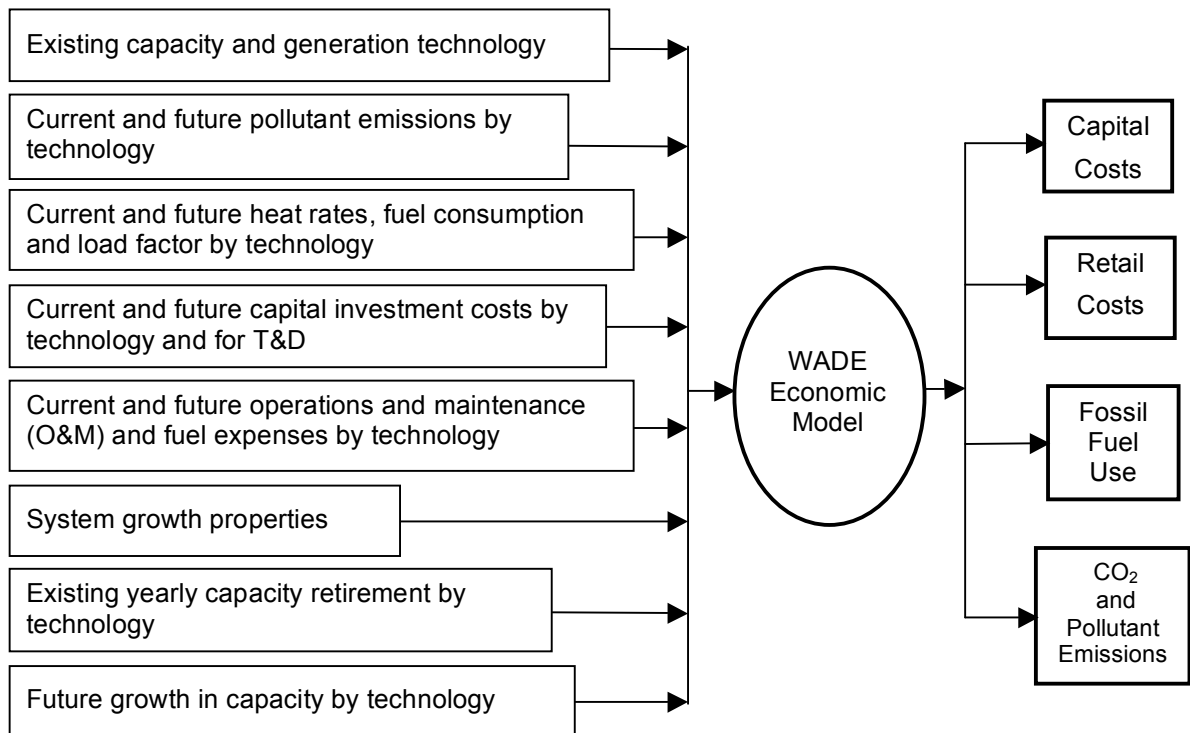 Existing capacity and generation technology
Current and future pollutant emissions by
technology
Current and future heat rates, fuel consumption
and load factor by technology
Current and future capital investment costs by
technology and for T&D
Current and future operations and maintenance
(O&M) and fuel expenses by technology
System growth properties
Existing yearly capacity retirement by
technology
Future growth in capacity by technology
WADE
Economic
Model
Capital
Costs
Retail
Costs
Fossil
Fuel
Use
CO₂
and
Pollutant
Emissions